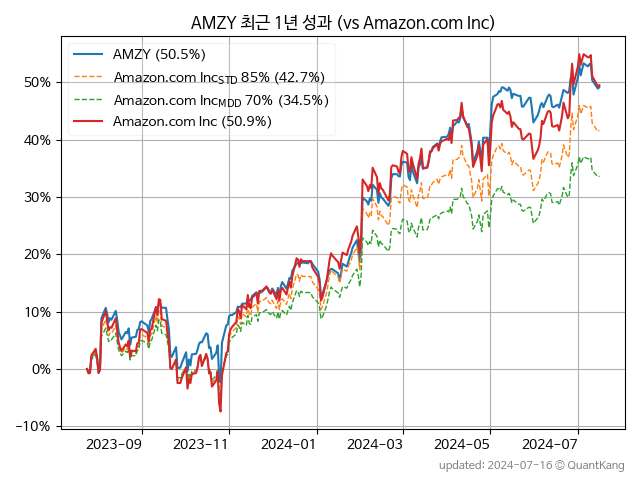 AMZY 최근 1년 성과 (vs Amazon.com Inc)
AMZY (50.5%)
Amazon.com IncSTD 85% (42.7%)
Amazon.com IncMDD 70% (34.5%)
Amazon.com Inc (50.9%)
50%
40%
30%
20%
10%
0%
−10%
2023-09 2023-11 2024-01 2024-03 2024-05 2024-07
updated: 2024-07-16 © QuantKang